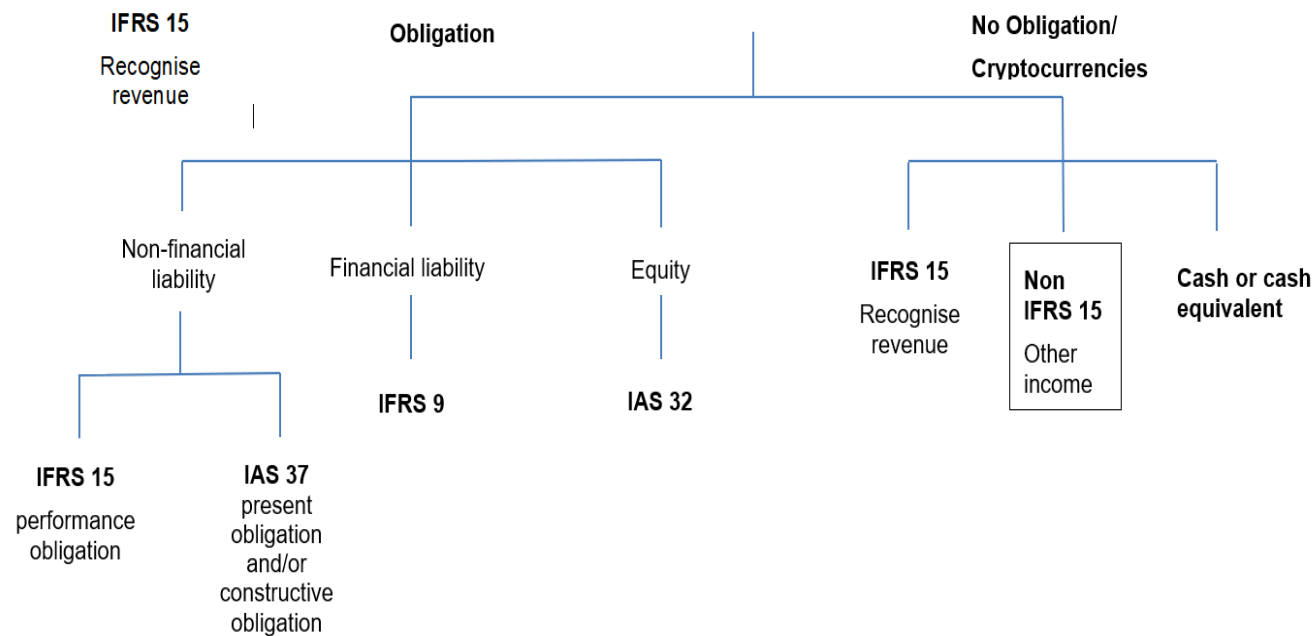 IFRS 15
Recognise
revenue
Obligation
No Obligation/
Cryptocurrencies
Non-financial
liability
Financial liability
Equity
IFRS 15
Recognise
revenue
Non
IFRS 15
Other
income
Cash or cash
equivalent
IFRS 9
IAS 32
IFRS 15
performance
obligation
IAS 37
present
obligation
and/or
constructive
obligation